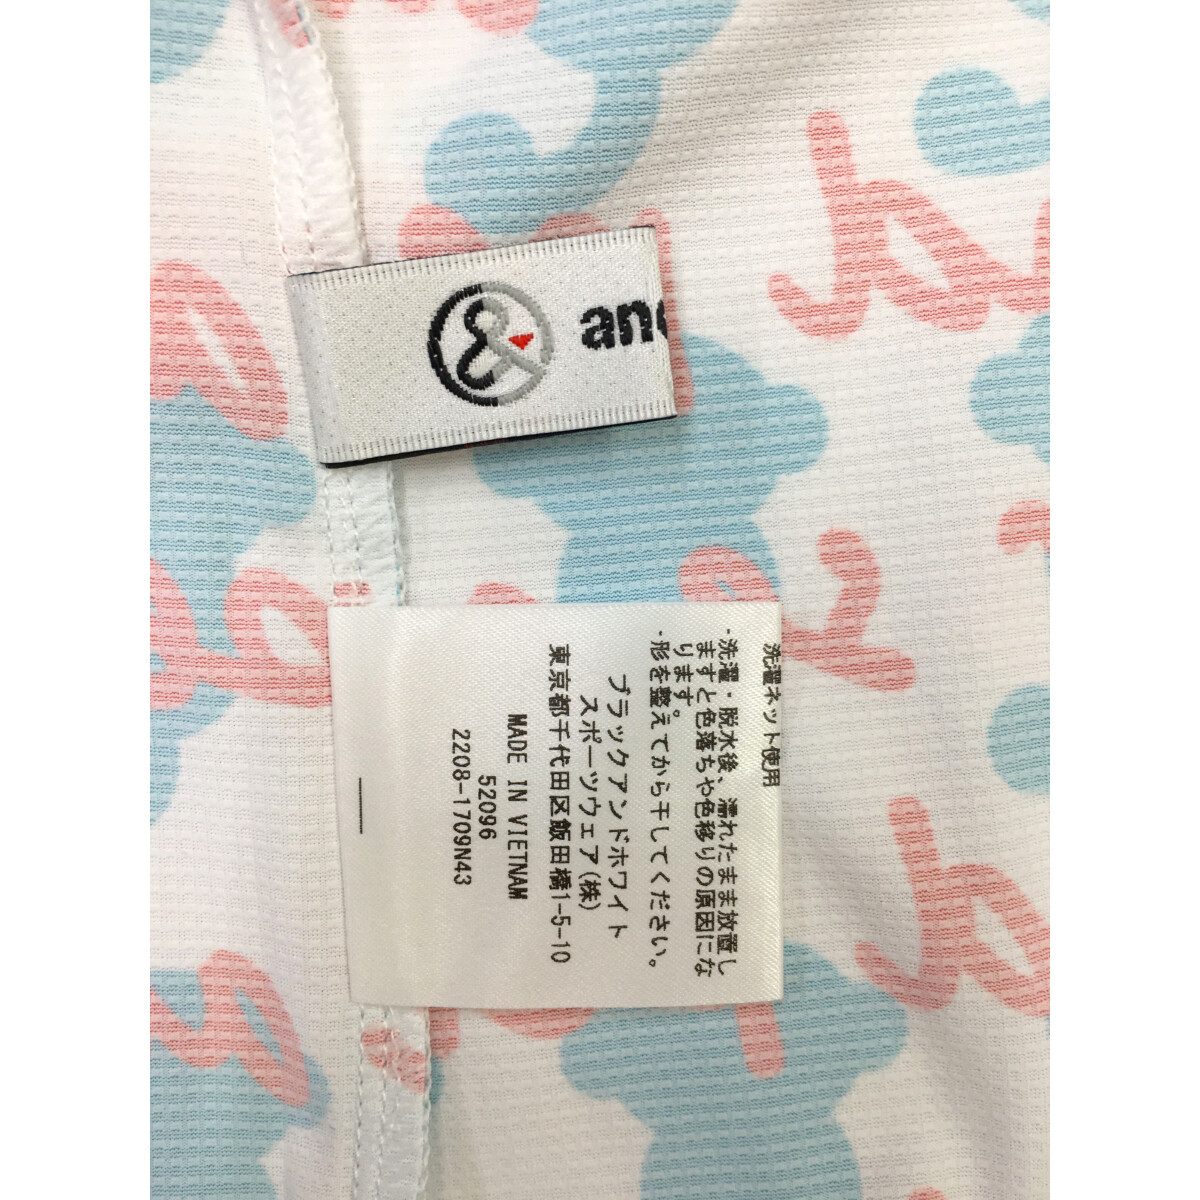 and
洗濯ネット使用
・洗濯・脱水後、濡れたまま放置し
ますと色落ちや色移りの原因にな
ります。
・形を整えてから干してください。
ブラックアンドホワイト
スポーツウェア(株)
東京都千代田区飯田橋1-5-10
MADE IN VIETNAM
52096
2208-1709N43